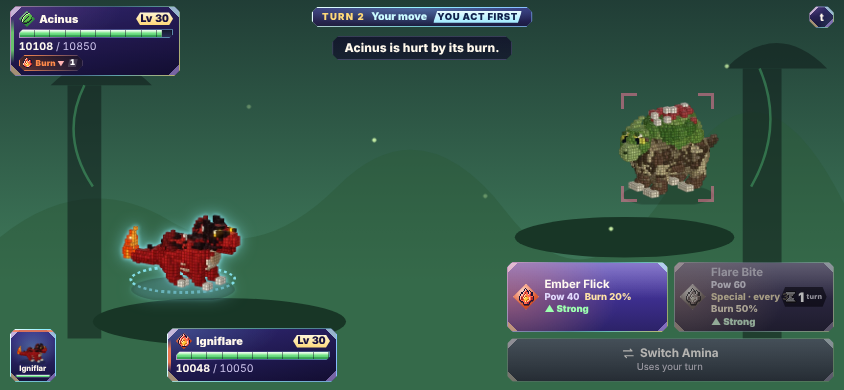 Acinus
Lv 30
10108 / 10850
Burn
1
TURN 2 Your move YOU ACT FIRST
t
Acinus is hurt by its burn.
Igniflar
Igniflare
Lv 30
10048 / 10050
Ember Flick
Pow 40 Burn 20%
Strong
Flare Bite
Pow 60
Special · every
1 turn
Burn 50%
Strong
Switch Amina
Uses your turn